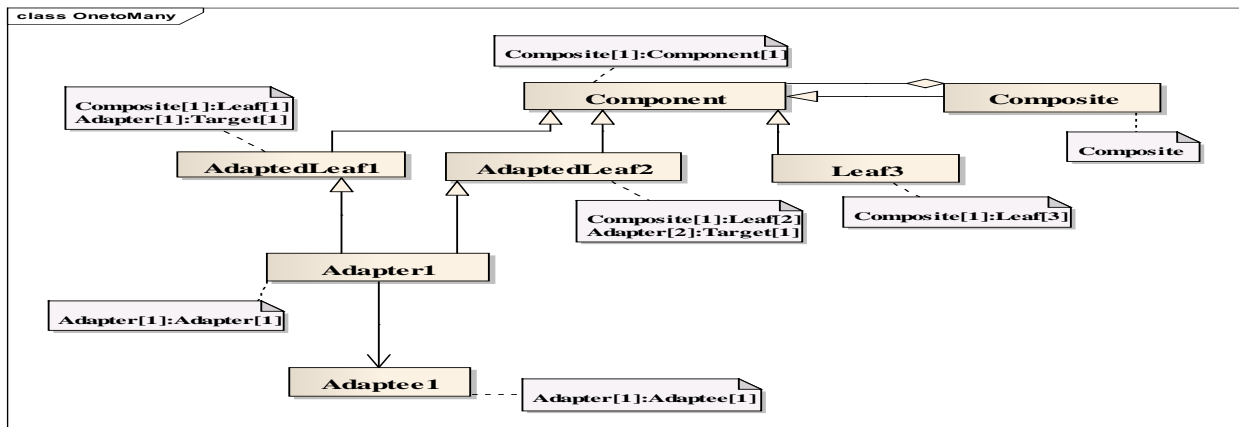 class OnetoMany
Composite[1]:Component[1]
Composite[1]:Leaf[1]
Adapter[1]:Target[1]
Component
Composite
Composite
AdaptedLeaf1
AdaptedLeaf2
Leaf3
Composite[1]:Leaf[2]
Adapter[2]:Target[1]
Composite[1]:Leaf[3]
Adapter1
Adapter[1]:Adapter[1]
Adaptee1
Adapter[1]:Adaptee[1]